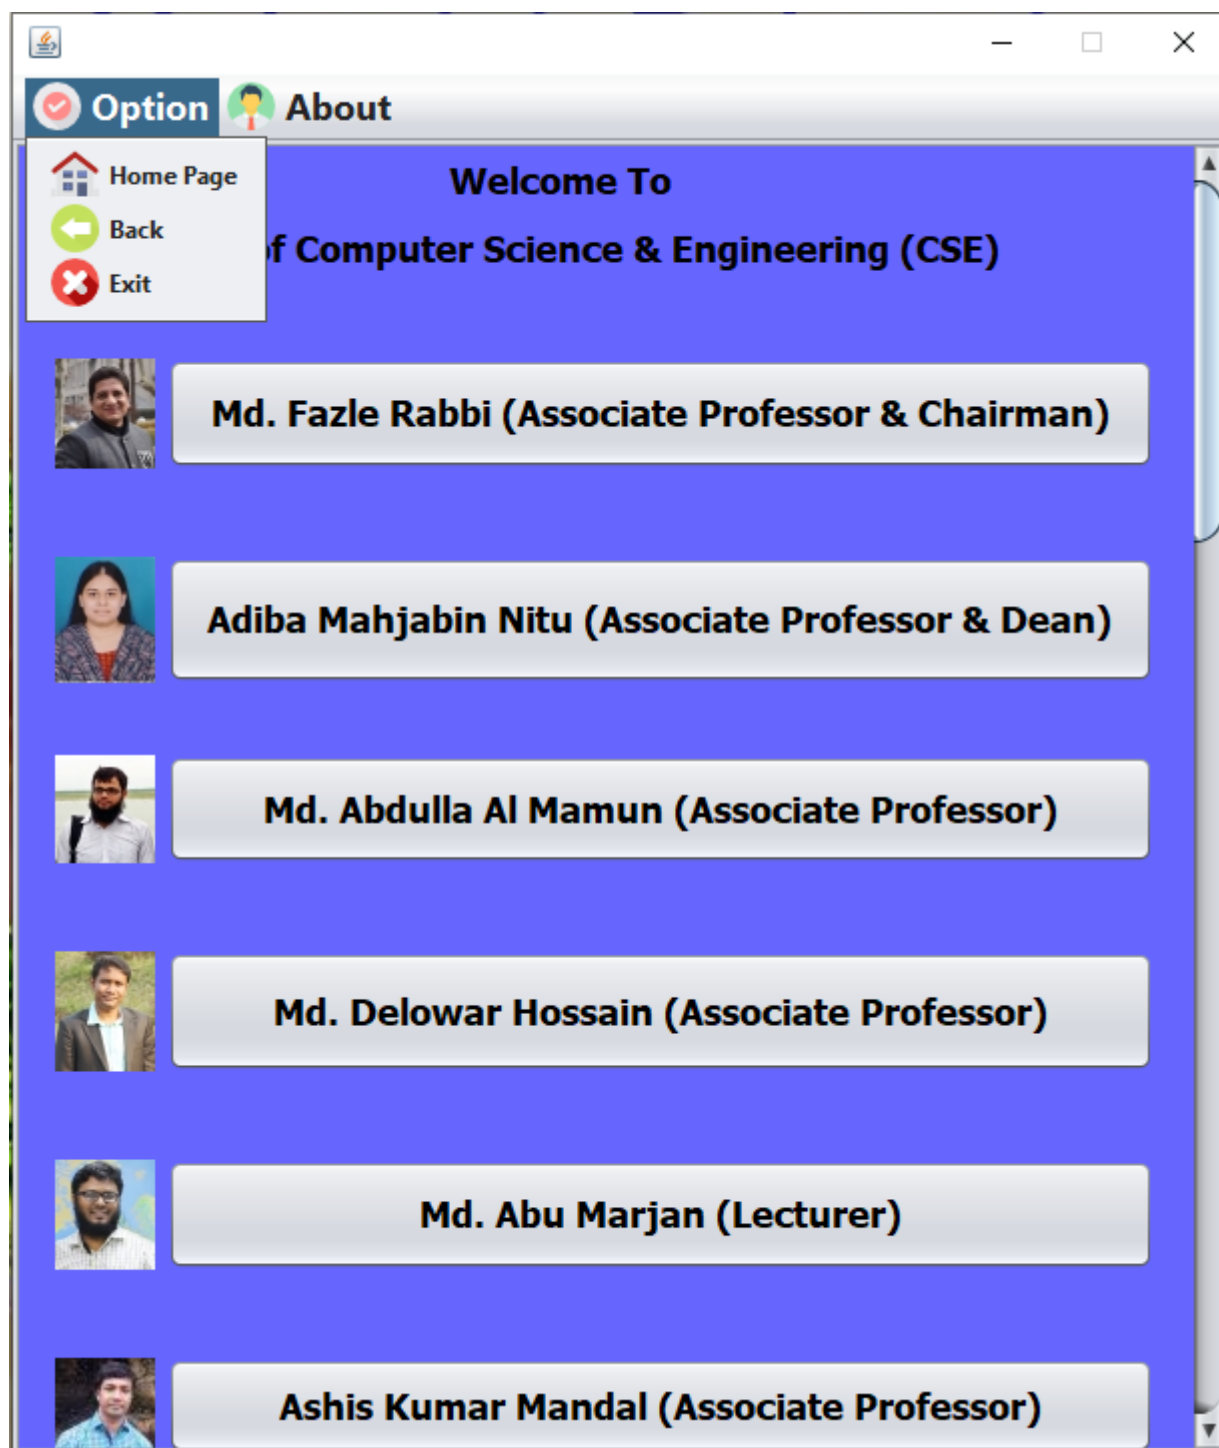 Option About
Home Page
Back
Exit
Welcome To
of Computer Science & Engineering (CSE)
Md. Fazle Rabbi (Associate Professor & Chairman)
Adiba Mahjabin Nitu (Associate Professor & Dean)
Md. Abdulla Al Mamun (Associate Professor)
Md. Delowar Hossain (Associate Professor)
Md. Abu Marjan (Lecturer)
Ashis Kumar Mandal (Associate Professor)